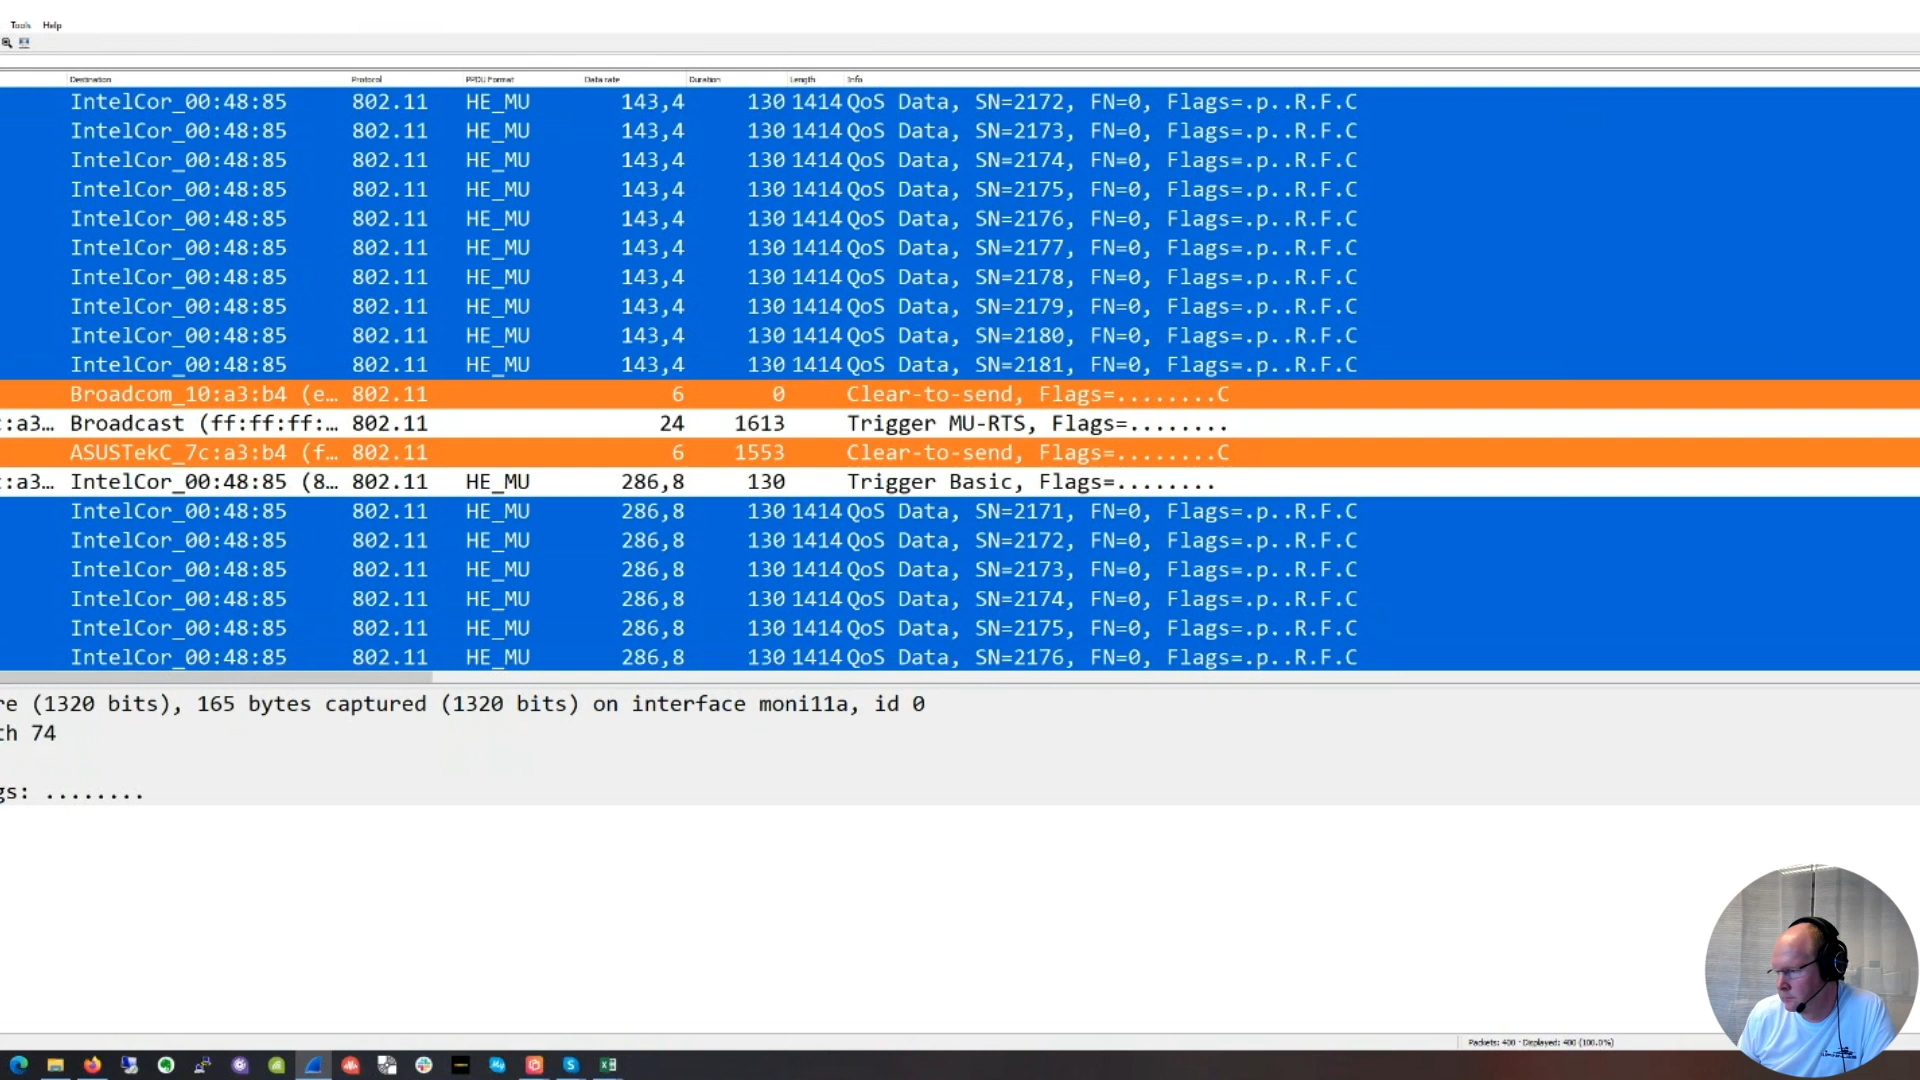 Tools Help
Destination Protocol PPDU Format Data rate Duration Length Info
IntelCor_00:48:85 802.11 HE_MU 143,4 130 1414 QoS Data, SN=2172, FN=0, Flags=.p..R.F.C
IntelCor_00:48:85 802.11 HE_MU 143,4 130 1414 QoS Data, SN=2173, FN=0, Flags=.p..R.F.C
IntelCor_00:48:85 802.11 HE_MU 143,4 130 1414 QoS Data, SN=2174, FN=0, Flags=.p..R.F.C
IntelCor_00:48:85 802.11 HE_MU 143,4 130 1414 QoS Data, SN=2175, FN=0, Flags=.p..R.F.C
IntelCor_00:48:85 802.11 HE_MU 143,4 130 1414 QoS Data, SN=2176, FN=0, Flags=.p..R.F.C
IntelCor_00:48:85 802.11 HE_MU 143,4 130 1414 QoS Data, SN=2177, FN=0, Flags=.p..R.F.C
IntelCor_00:48:85 802.11 HE_MU 143,4 130 1414 QoS Data, SN=2178, FN=0, Flags=.p..R.F.C
IntelCor_00:48:85 802.11 HE_MU 143,4 130 1414 QoS Data, SN=2179, FN=0, Flags=.p..R.F.C
IntelCor_00:48:85 802.11 HE_MU 143,4 130 1414 QoS Data, SN=2180, FN=0, Flags=.p..R.F.C
IntelCor_00:48:85 802.11 HE_MU 143,4 130 1414 QoS Data, SN=2181, FN=0, Flags=.p..R.F.C
Broadcom_10:a3:b4 (e… 802.11 6 0 Clear-to-send, Flags=........C
:a3… Broadcast (ff:ff:ff:… 802.11 24 1613 Trigger MU-RTS, Flags=........
ASUSTekC_7c:a3:b4 (f… 802.11 6 1553 Clear-to-send, Flags=........C
:a3… IntelCor_00:48:85 (8… 802.11 HE_MU 286,8 130 Trigger Basic, Flags=........
IntelCor_00:48:85 802.11 HE_MU 286,8 130 1414 QoS Data, SN=2171, FN=0, Flags=.p..R.F.C
IntelCor_00:48:85 802.11 HE_MU 286,8 130 1414 QoS Data, SN=2172, FN=0, Flags=.p..R.F.C
IntelCor_00:48:85 802.11 HE_MU 286,8 130 1414 QoS Data, SN=2173, FN=0, Flags=.p..R.F.C
IntelCor_00:48:85 802.11 HE_MU 286,8 130 1414 QoS Data, SN=2174, FN=0, Flags=.p..R.F.C
IntelCor_00:48:85 802.11 HE_MU 286,8 130 1414 QoS Data, SN=2175, FN=0, Flags=.p..R.F.C
IntelCor_00:48:85 802.11 HE_MU 286,8 130 1414 QoS Data, SN=2176, FN=0, Flags=.p..R.F.C
re (1320 bits), 165 bytes captured (1320 bits) on interface moni11a, id 0
th 74
gs: ........
Packets: 400 · Displayed: 400 (100.0%)